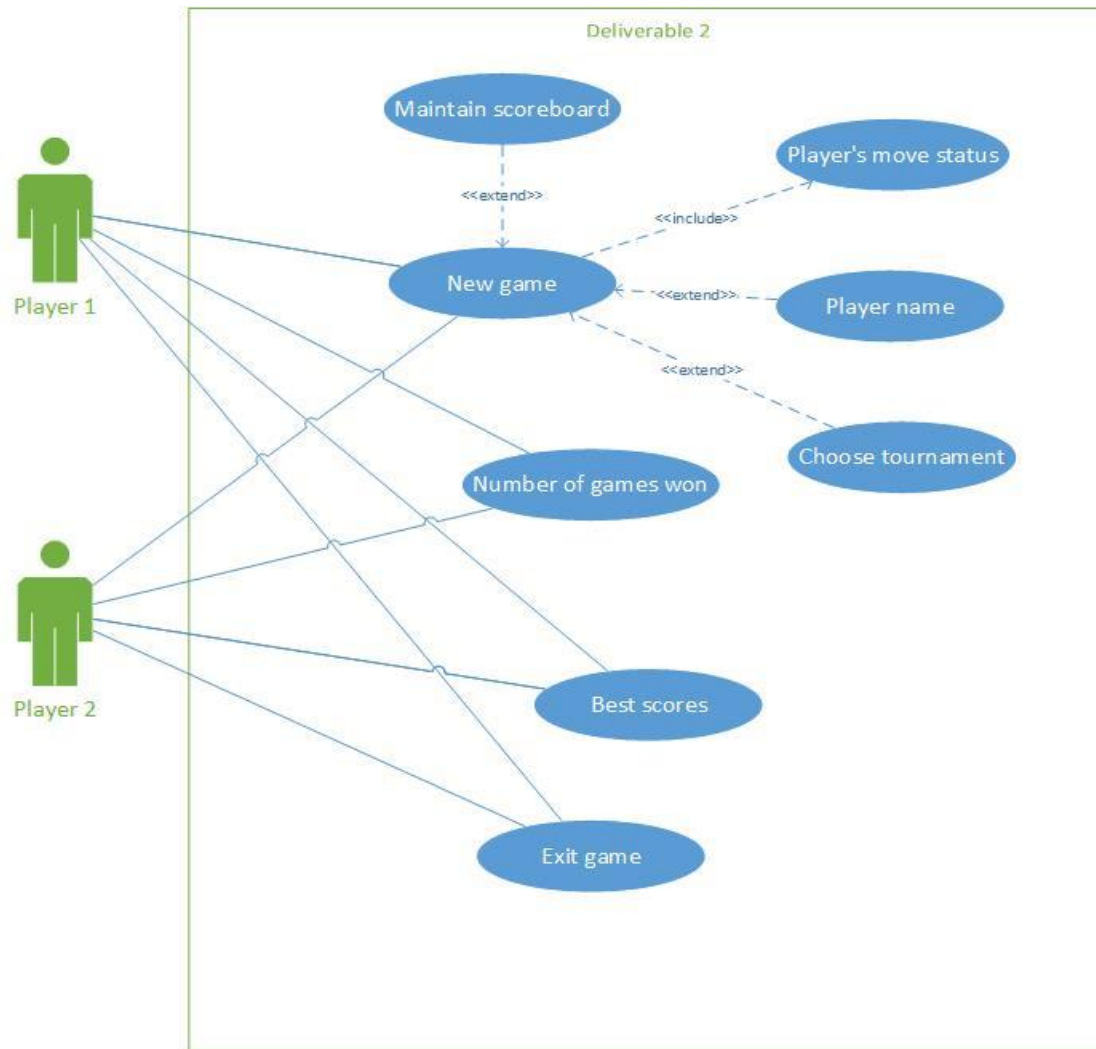 Deliverable 2
Maintain scoreboard
Player's move status
<<extend>>
<<include>>
Player 1
New game
<<extend>>
Player name
<<extend>>
Choose tournament
Number of games won
Player 2
Best scores
Exit game